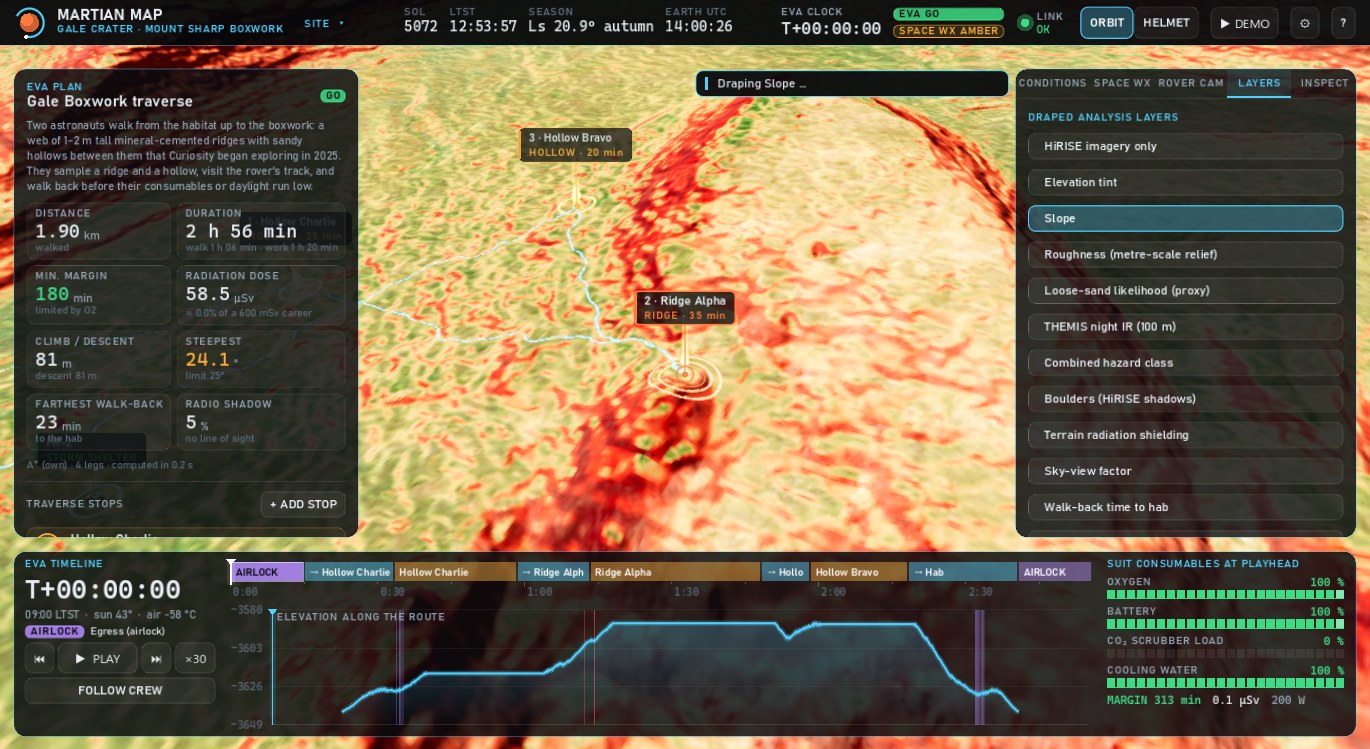 MARTIAN MAP
GALE CRATER · MOUNT SHARP BOXWORK
SITE
SOL
5072
LTST
12:53:57
SEASON
Ls 20.9° autumn
EARTH UTC
14:00:26
EVA CLOCK
T+00:00:00
EVA GO
SPACE WX AMBER
LINK
OK
ORBIT
HELMET
▶ DEMO
?
EVA PLAN
Gale Boxwork traverse
GO
Two astronauts walk from the habitat up to the boxwork: a
web of 1-2 m tall mineral-cemented ridges with sandy
hollows between them that Curiosity began exploring in 2025.
They sample a ridge and a hollow, visit the rover's track, and
walk back before their consumables or daylight run low.
DISTANCE
1.90 km
walked
DURATION
2 h 56 min
walk 1 h 06 min · work 1 h 20 min
Hollow Charlie
MIN. MARGIN
180 min
limited by O2
RADIATION DOSE
58.5 µSv
≈ 0.0% of a 600 mSv career
CLIMB / DESCENT
81 m
descent 81 m
STEEPEST
24.1°
limit 25°
FARTHEST WALK-BACK
23 min
to the hab
RADIO SHADOW
5 %
no line of sight
STORM SHELTER
A* (own) · 4 legs · computed in 0.2 s
TRAVERSE STOPS
+ ADD STOP
Hollow Charlie
Draping Slope …
3 · Hollow Bravo
HOLLOW · 20 min
2 · Ridge Alpha
RIDGE · 35 min
CONDITIONS
SPACE WX
ROVER CAM
LAYERS
INSPECT
DRAPED ANALYSIS LAYERS
HiRISE imagery only
Elevation tint
Slope
Roughness (metre-scale relief)
Loose-sand likelihood (proxy)
THEMIS night IR (100 m)
Combined hazard class
Boulders (HiRISE shadows)
Terrain radiation shielding
Sky-view factor
Walk-back time to hab
EVA TIMELINE
T+00:00:00
09:00 LTST · sun 43° · air -58 °C
AIRLOCK Egress (airlock)
PLAY
×30
FOLLOW CREW
AIRLOCK
→ Hollow Charlie
Hollow Charlie
→ Ridge Alph
Ridge Alpha
→ Hollo
Hollow Bravo
→ Hab
AIRLOCK
0:00
0:30
1:00
1:30
2:00
2:30
ELEVATION ALONG THE ROUTE
−3580
−3603
−3626
−3649
SUIT CONSUMABLES AT PLAYHEAD
OXYGEN 100 %
BATTERY 100 %
CO₂ SCRUBBER LOAD 0 %
COOLING WATER 100 %
MARGIN 313 min 0.1 µSv 200 W